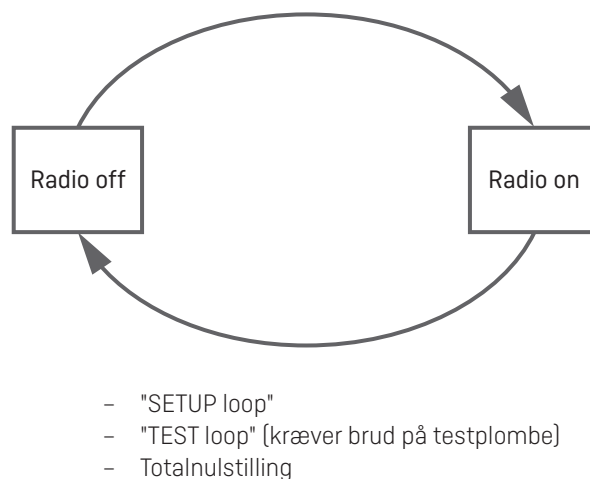 Radio off
Radio on
- "SETUP loop"
- "TEST loop" (kræver brud på testplombe)
- Totalnulstilling